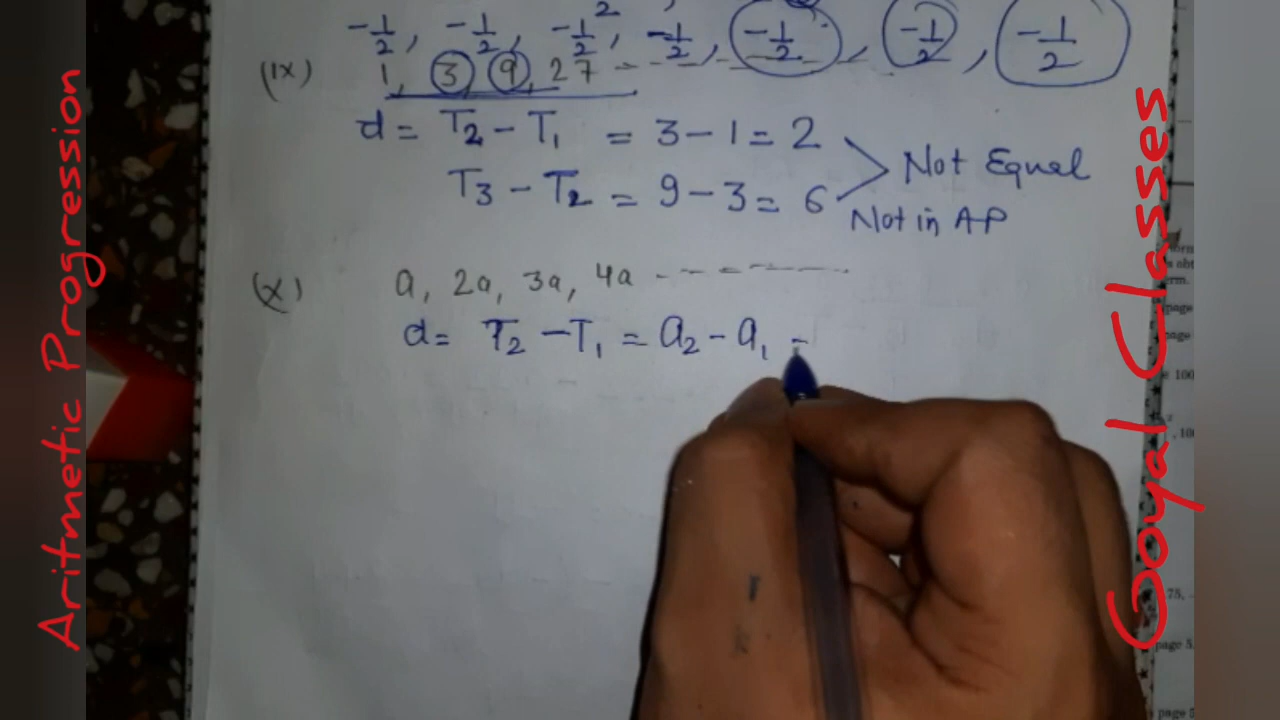 -1/2, -1/2, -1/2, -1/2, -1/2, -1/2, -1/2
(ix) 1, 3, 9, 27 -------
d = T₂ - T₁ = 3 - 1 = 2
T₃ - T₂ = 9 - 3 = 6
Not Equal
Not in AP
(x) a, 2a, 3a, 4a -------
d = T₂ - T₁ = a₂ - a₁ =
Aritmetic Progression
Goyal Classes